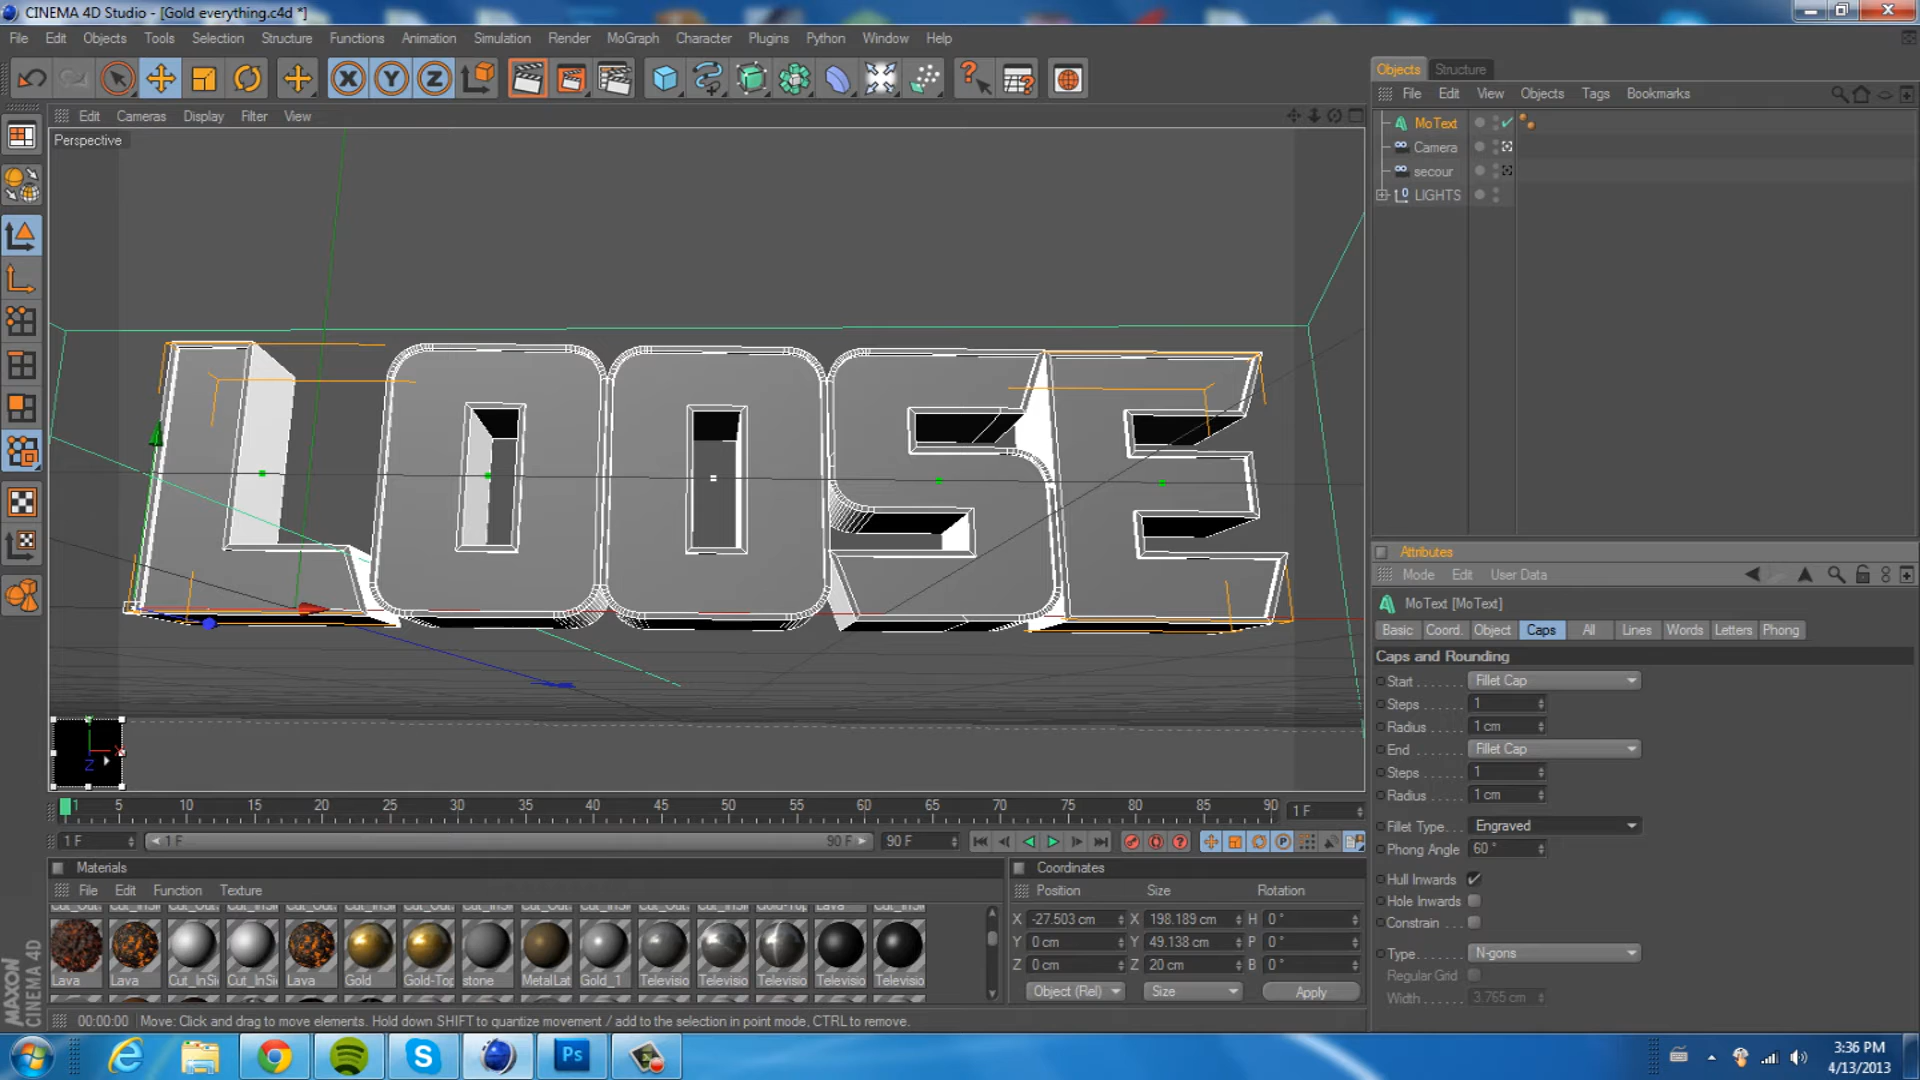 CINEMA 4D Studio - [Gold everything.c4d *]
File Edit Objects Tools Selection Structure Functions Animation Simulation Render MoGraph Character Plugins Python Window Help
Objects Structure
File Edit View Objects Tags Bookmarks
Edit Cameras Display Filter View
Perspective
MoText
Camera
secour
LIGHTS
LOOSE
Attributes
Mode Edit User Data
MoText [MoText]
Basic Coord. Object Caps All Lines Words Letters Phong
Caps and Rounding
Start Fillet Cap
Steps 1
Radius 1 cm
End Fillet Cap
Steps 1
Radius 1 cm
Fillet Type Engraved
Phong Angle 60 °
Hull Inwards
Hole Inwards
Constrain
Type N-gons
Regular Grid
Width 3.765 cm
Y
X
Z
1 5 10 15 20 25 30 35 40 45 50 55 60 65 70 75 80 85 90 1 F
1 F 1 F 90 F 90 F
Materials
File Edit Function Texture
Lava Lava Cut_InSi Cut_InSi Lava Gold Gold-Top stone MetalLat Gold_1 Televisio Televisio Televisio Televisio Televisio
Coordinates
Position Size Rotation
X -27.503 cm X 198.189 cm H 0 °
Y 0 cm Y 49.138 cm P 0 °
Z 0 cm Z 20 cm B 0 °
Object (Rel) Size Apply
MAXON
CINEMA 4D
00:00:00 Move: Click and drag to move elements. Hold down SHIFT to quantize movement / add to the selection in point mode, CTRL to remove.
Ps
3:36 PM
4/13/2013